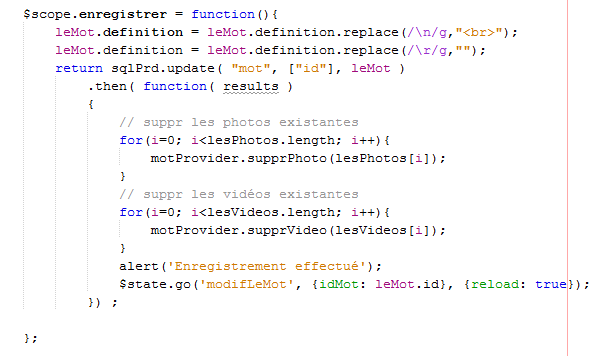 $scope.enregistrer = function(){
leMot.definition = leMot.definition.replace(/\n/g,"<br>");
leMot.definition = leMot.definition.replace(/\r/g,"");
return sqlPrd.update( "mot", ["id"], leMot )
.then( function( results )
{
// suppr les photos existantes
for(i=0; i<lesPhotos.length; i++){
motProvider.supprPhoto(lesPhotos[i]);
}
// suppr les vidéos existantes
for(i=0; i<lesVideos.length; i++){
motProvider.supprVideo(lesVideos[i]);
}
alert('Enregistrement effectué');
$state.go('modifLeMot', {idMot: leMot.id}, {reload: true});
}) ;
};